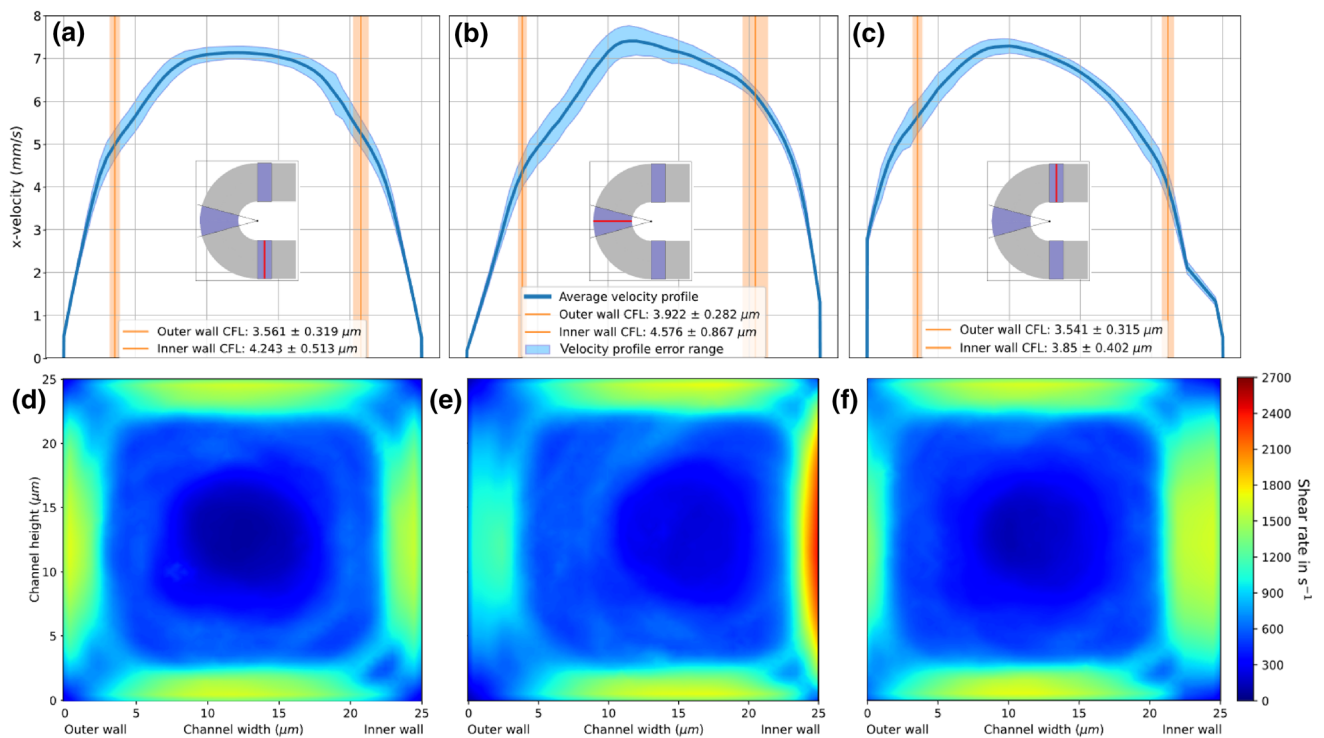 (a)
(b)
(c)
8
7
6
5
4
3
2
1
0
x-velocity (mm/s)
Outer wall CFL: 3.561 ± 0.319 μm
Inner wall CFL: 4.243 ± 0.513 μm
Average velocity profile
Outer wall CFL: 3.922 ± 0.282 μm
Inner wall CFL: 4.576 ± 0.867 μm
Velocity profile error range
Outer wall CFL: 3.541 ± 0.315 μm
Inner wall CFL: 3.85 ± 0.402 μm
(d)
(e)
(f)
25
20
15
10
5
0
Channel height (μm)
0 5 10 15 20 25
Outer wall Channel width (μm) Inner wall
0 5 10 15 20 25
Outer wall Channel width (μm) Inner wall
0 5 10 15 20 25
Outer wall Channel width (μm) Inner wall
2700
2400
2100
1800
1500
1200
900
600
300
0
Shear rate in s⁻¹